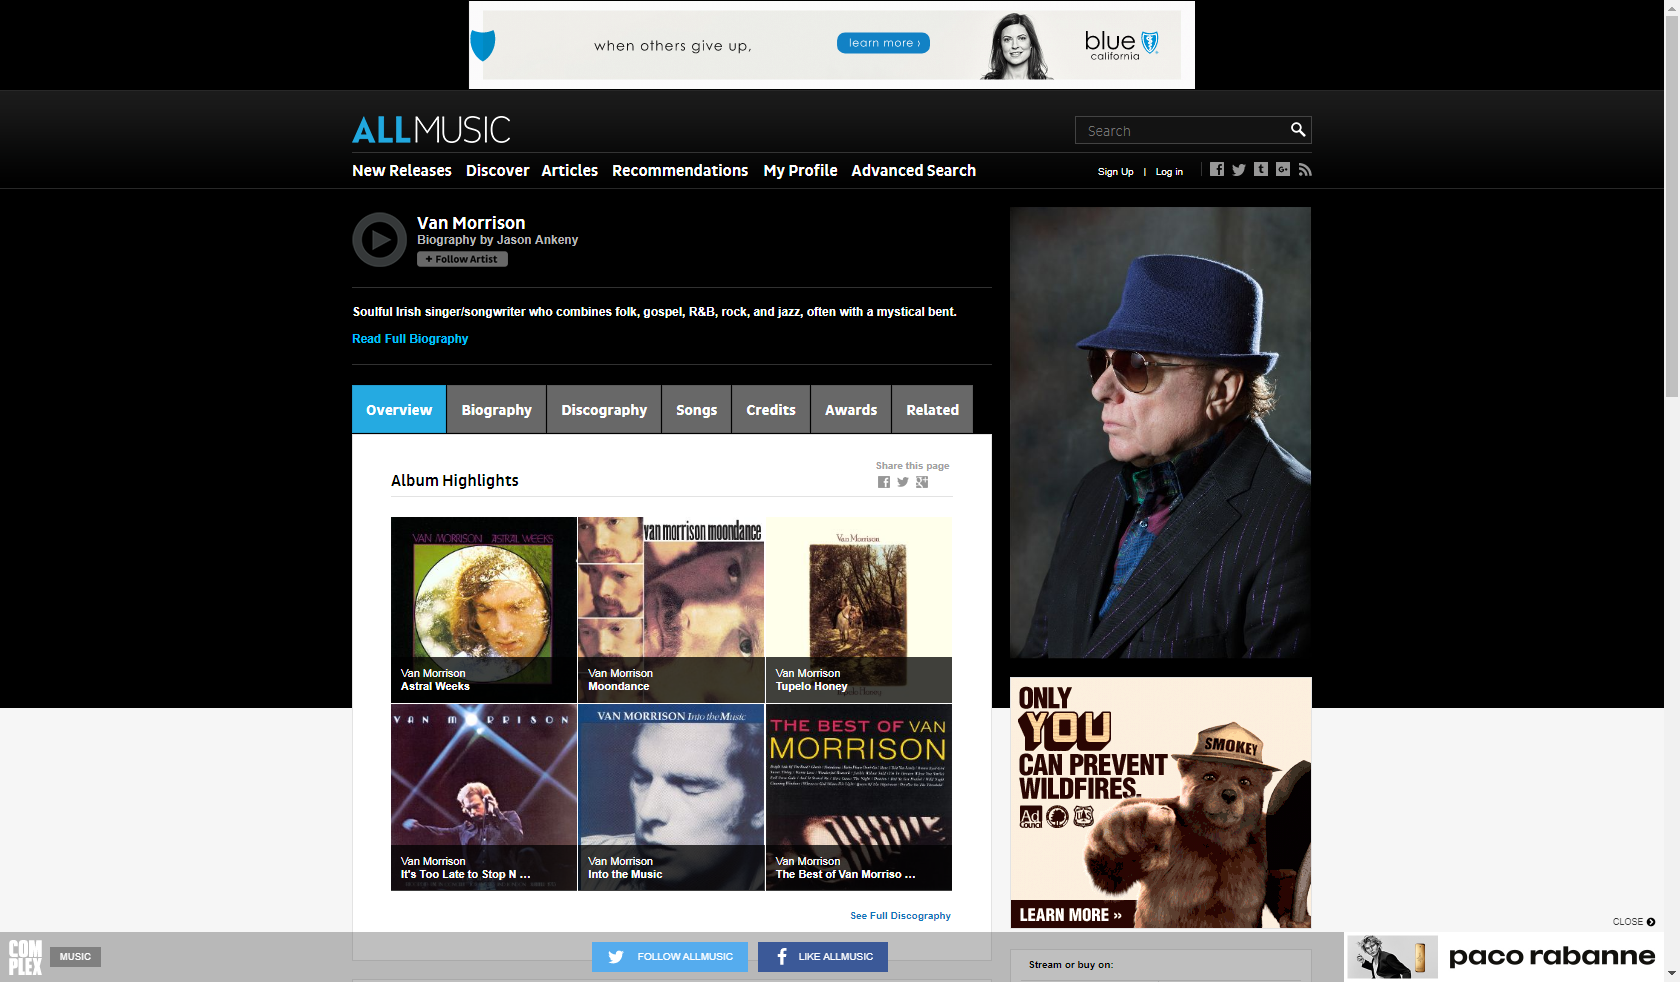 when others give up,
learn more ›
blue
california
ALLMUSIC
Search
New Releases Discover Articles Recommendations My Profile Advanced Search
Sign Up | Log in
Van Morrison
Biography by Jason Ankeny
+ Follow Artist
Soulful Irish singer/songwriter who combines folk, gospel, R&B, rock, and jazz, often with a mystical bent.
Read Full Biography
Overview Biography Discography Songs Credits Awards Related
Share this page
Album Highlights
VAN MORRISON ASTRAL WEEKS
Van Morrison
Astral Weeks
van morrison moondance
Van Morrison
Moondance
Van Morrison
Van Morrison
Tupelo Honey
Tupelo Honey
VAN MORRISON
Van Morrison
It's Too Late to Stop N ...
VAN MORRISON Into the Music
Van Morrison
Into the Music
THE BEST OF VAN
MORRISON
Van Morrison
The Best of Van Morriso ...
See Full Discography
ONLY
YOU
CAN PREVENT
WILDFIRES.
SMOKEY
Ad
Council
US
LEARN MORE »
CLOSE
COM
PLEX
MUSIC
FOLLOW ALLMUSIC
LIKE ALLMUSIC
Stream or buy on:
paco rabanne